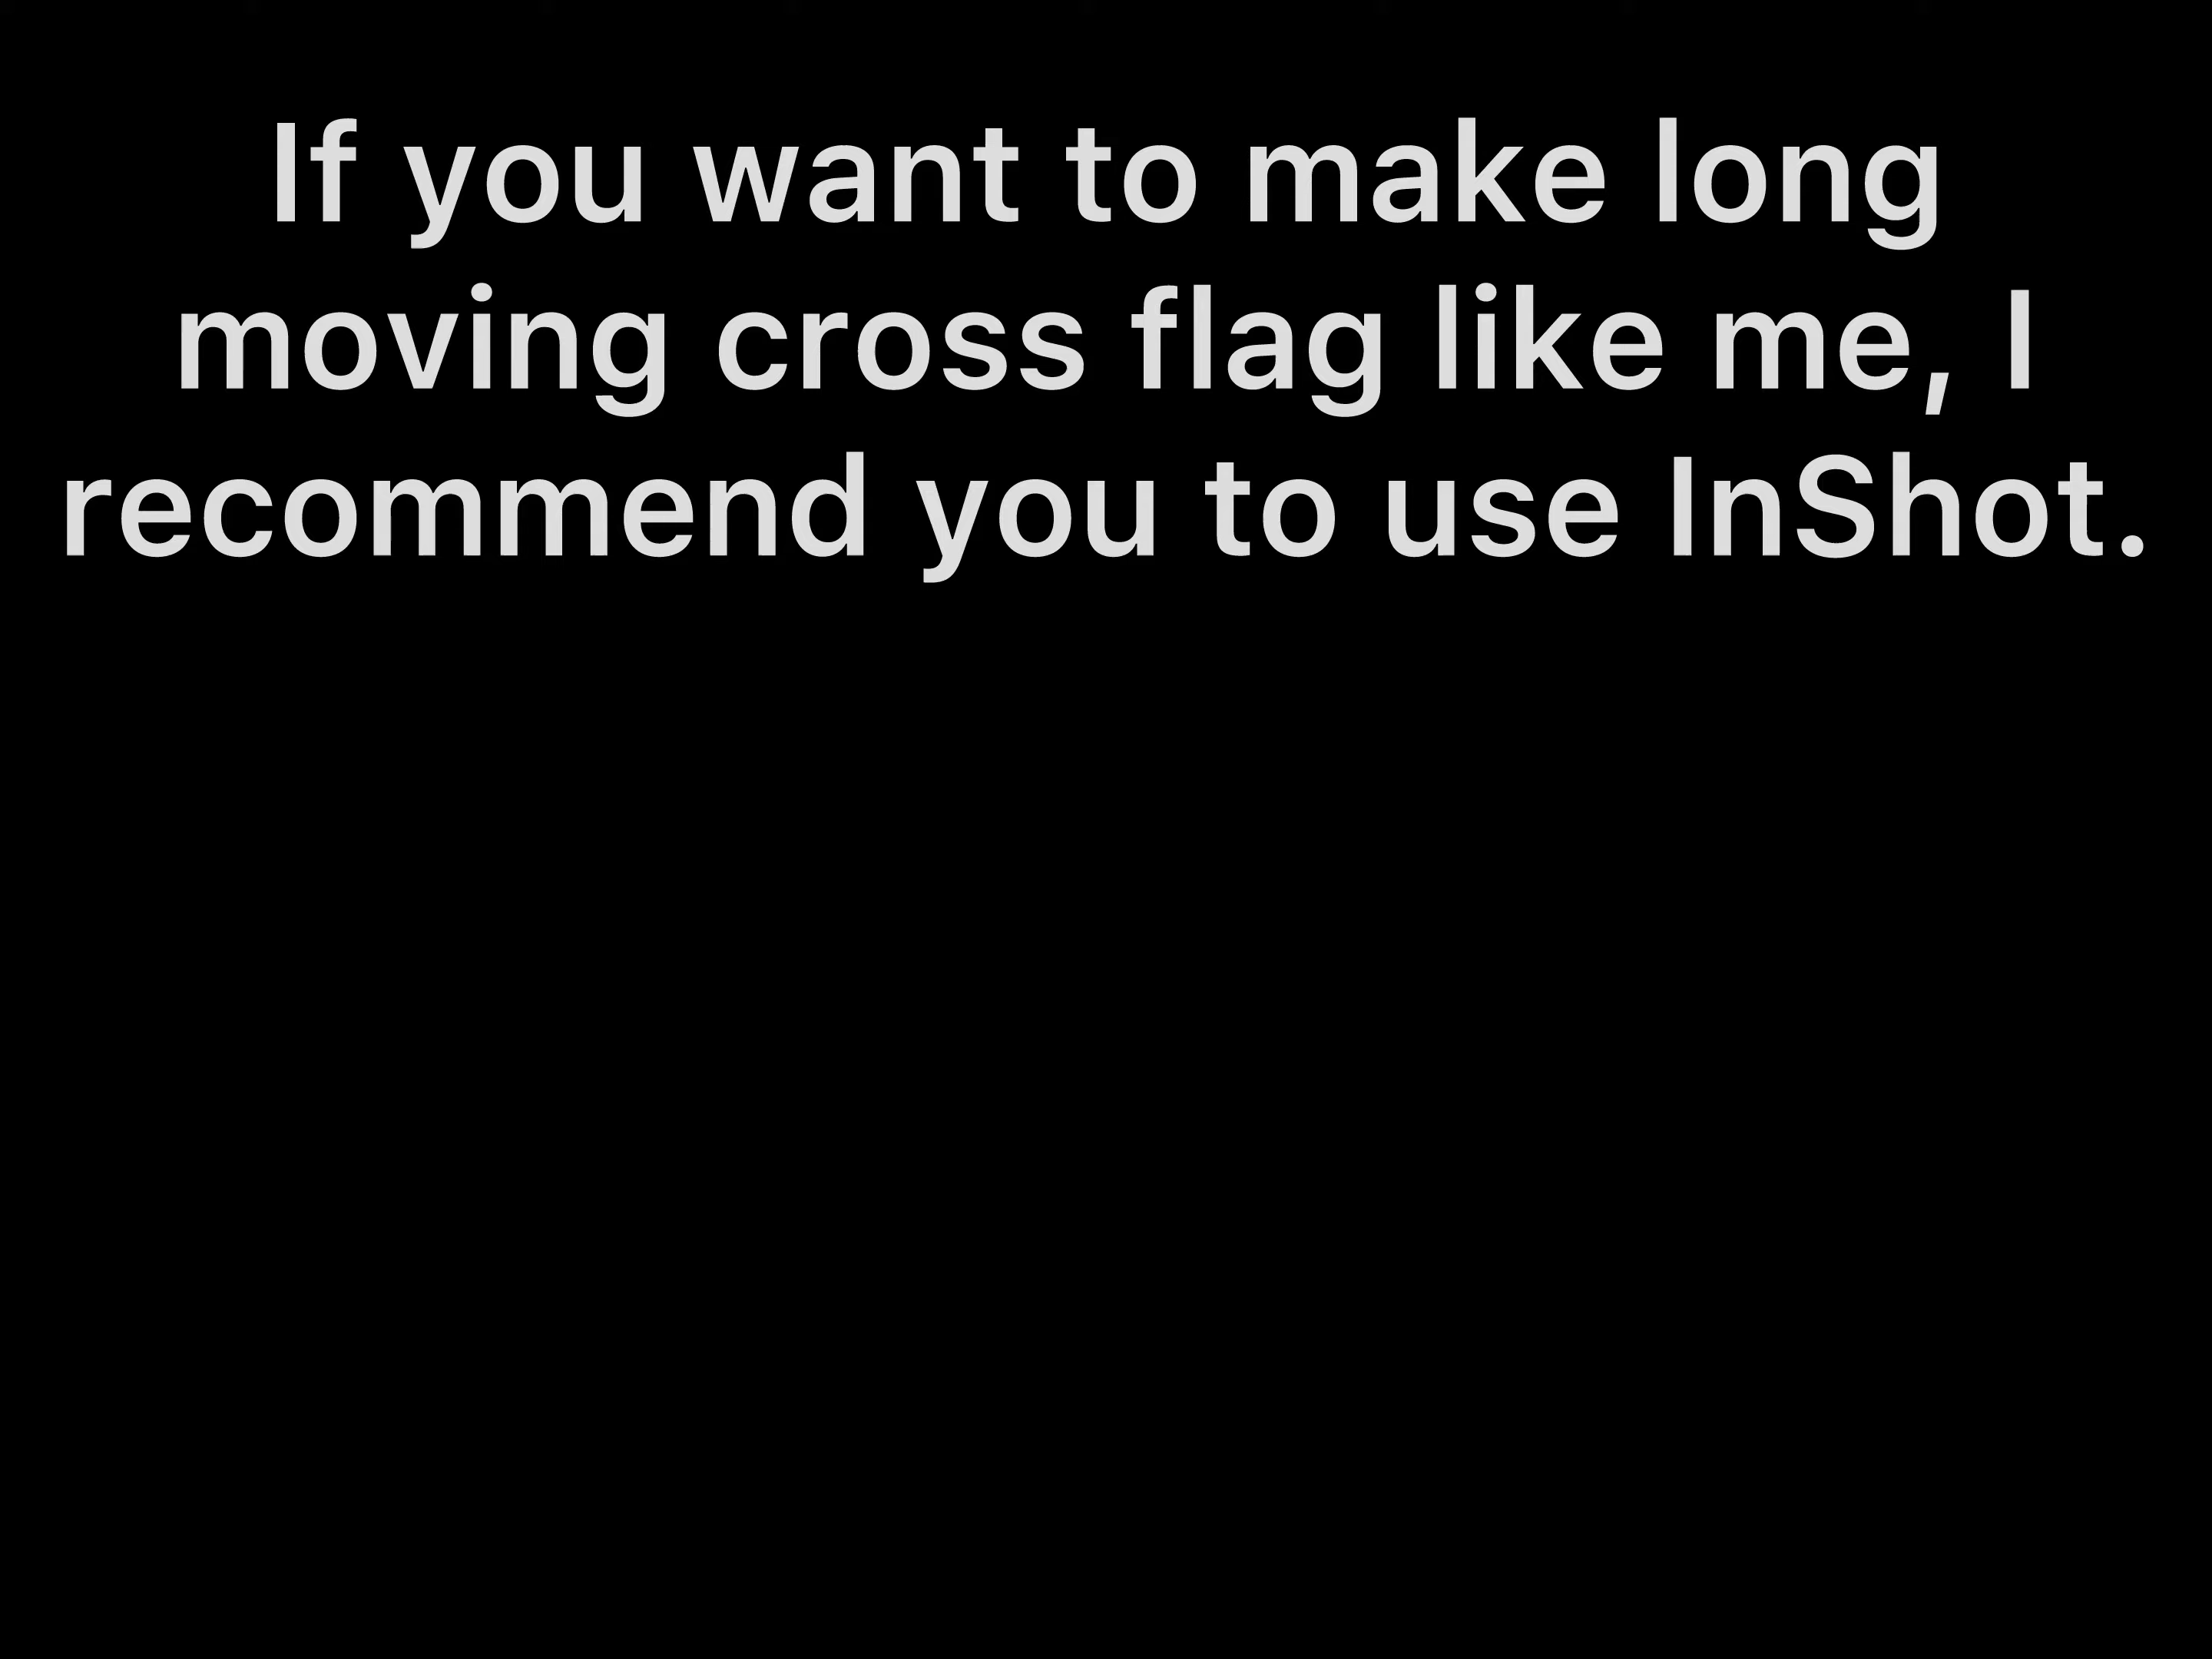 If you want to make long
moving cross flag like me, I
recommend you to use InShot.